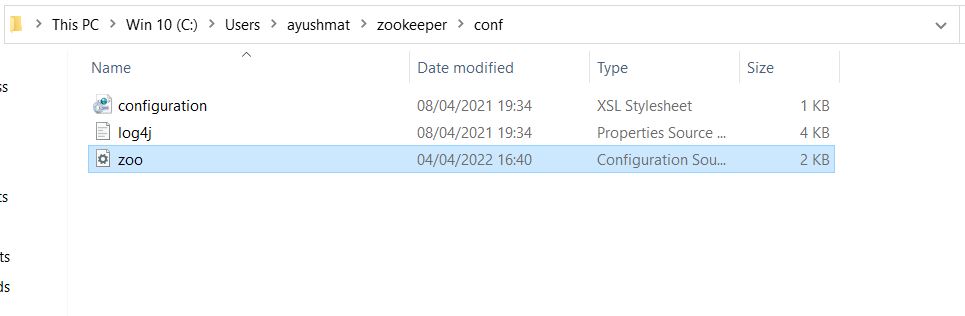 This PC > Win 10 (C:) > Users > ayushmat > zookeeper > conf
Name Date modified Type Size
ss
configuration 08/04/2021 19:34 XSL Stylesheet 1 KB
log4j 08/04/2021 19:34 Properties Source ... 4 KB
zoo 04/04/2022 16:40 Configuration Sou... 2 KB
ts
ts
ds